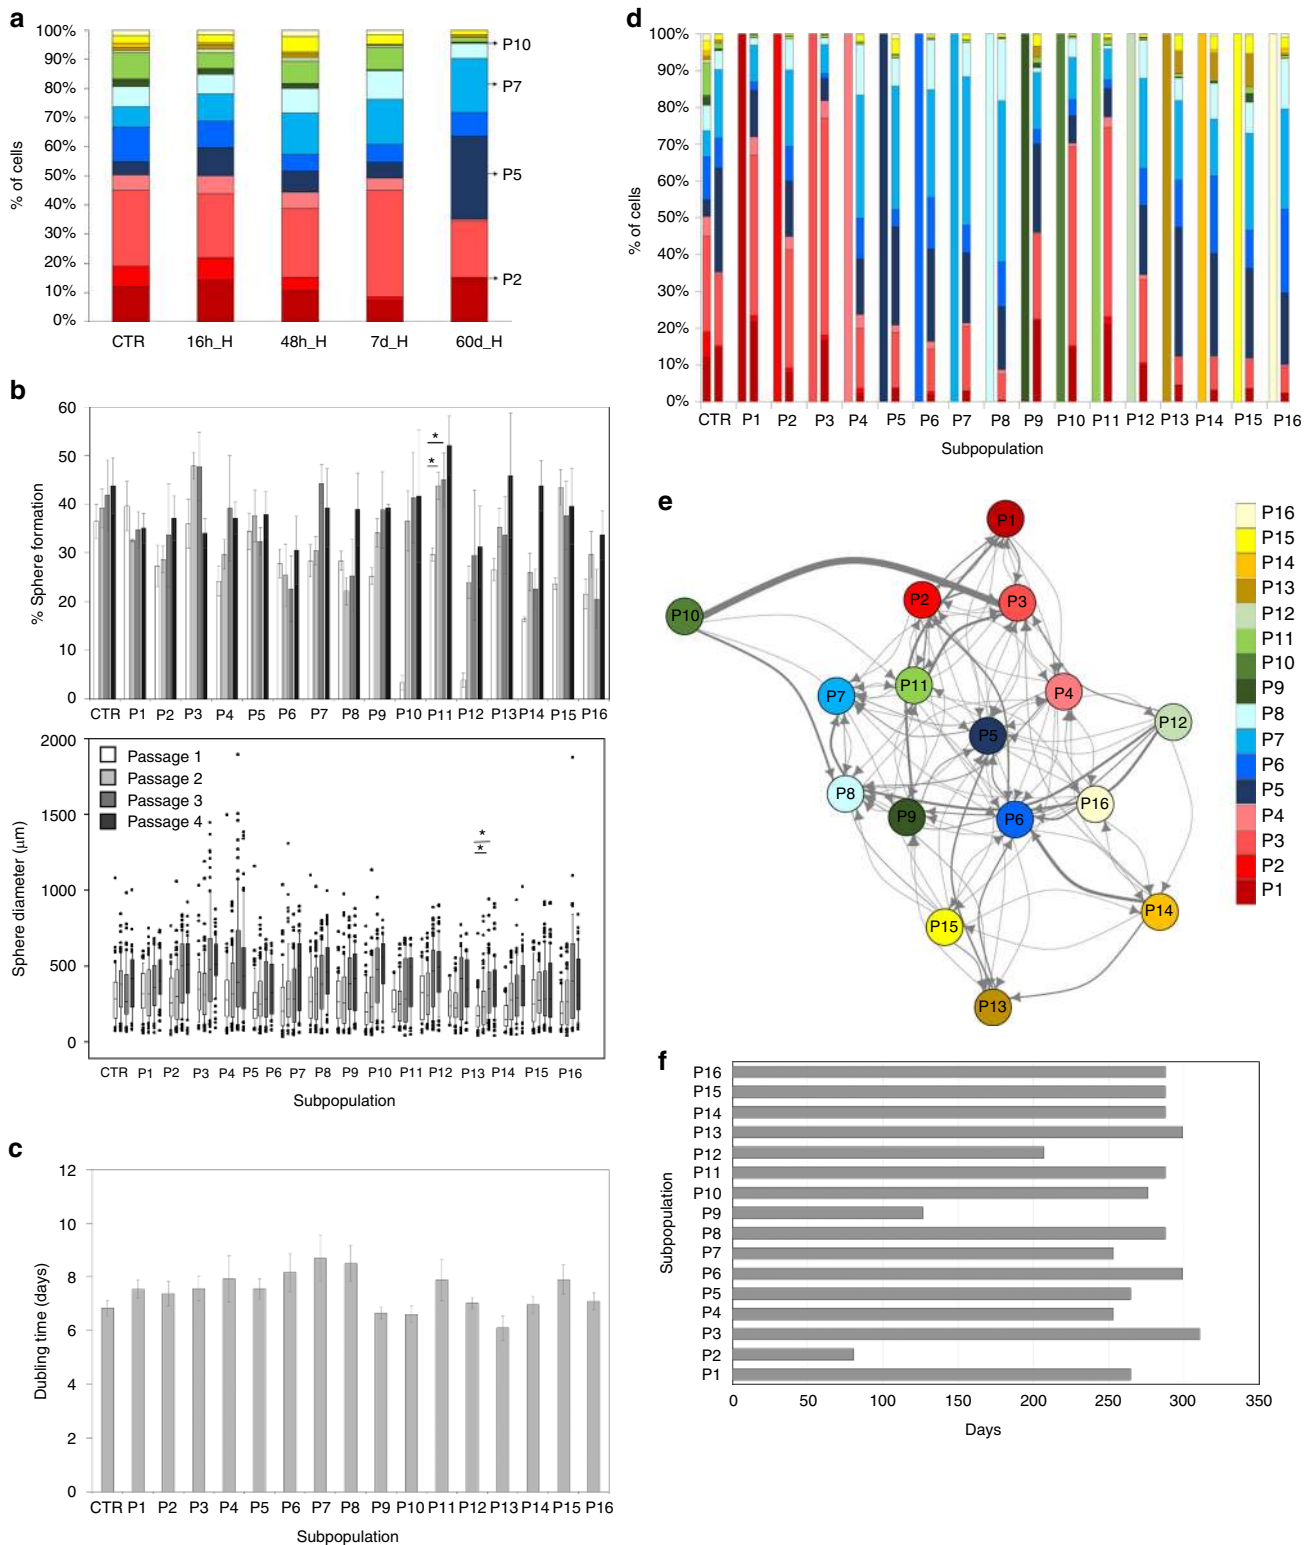 a
100%
90%
80%
70%
60%
50%
40%
30%
20%
10%
0%
% of cells
P10
P7
P5
P2
CTR 16h_H 48h_H 7d_H 60d_H
b
60
50
40
30
20
10
0
% Sphere formation
*
*
CTR P1 P2 P3 P4 P5 P6 P7 P8 P9 P10 P11 P12 P13 P14 P15 P16
2000
1500
1000
500
0
Sphere diameter (μm)
Passage 1
Passage 2
Passage 3
Passage 4
*
*
CTR P1 P2 P3 P4 P5 P6 P7 P8 P9 P10 P11 P12 P13 P14 P15 P16
Subpopulation
c
12
10
8
6
4
2
0
Dubling time (days)
CTR P1 P2 P3 P4 P5 P6 P7 P8 P9 P10 P11 P12 P13 P14 P15 P16
Subpopulation
d
100%
90%
80%
70%
60%
50%
40%
30%
20%
10%
0%
% of cells
CTR P1 P2 P3 P4 P5 P6 P7 P8 P9 P10 P11 P12 P13 P14 P15 P16
Subpopulation
e
P1
P2
P3
P10
P11
P7
P4
P12
P5
P8
P16
P9
P6
P14
P15
P13
P16
P15
P14
P13
P12
P11
P10
P9
P8
P7
P6
P5
P4
P3
P2
P1
f
P16
P15
P14
P13
P12
P11
P10
P9
P8
P7
P6
P5
P4
P3
P2
P1
Subpopulation
0 50 100 150 200 250 300 350
Days